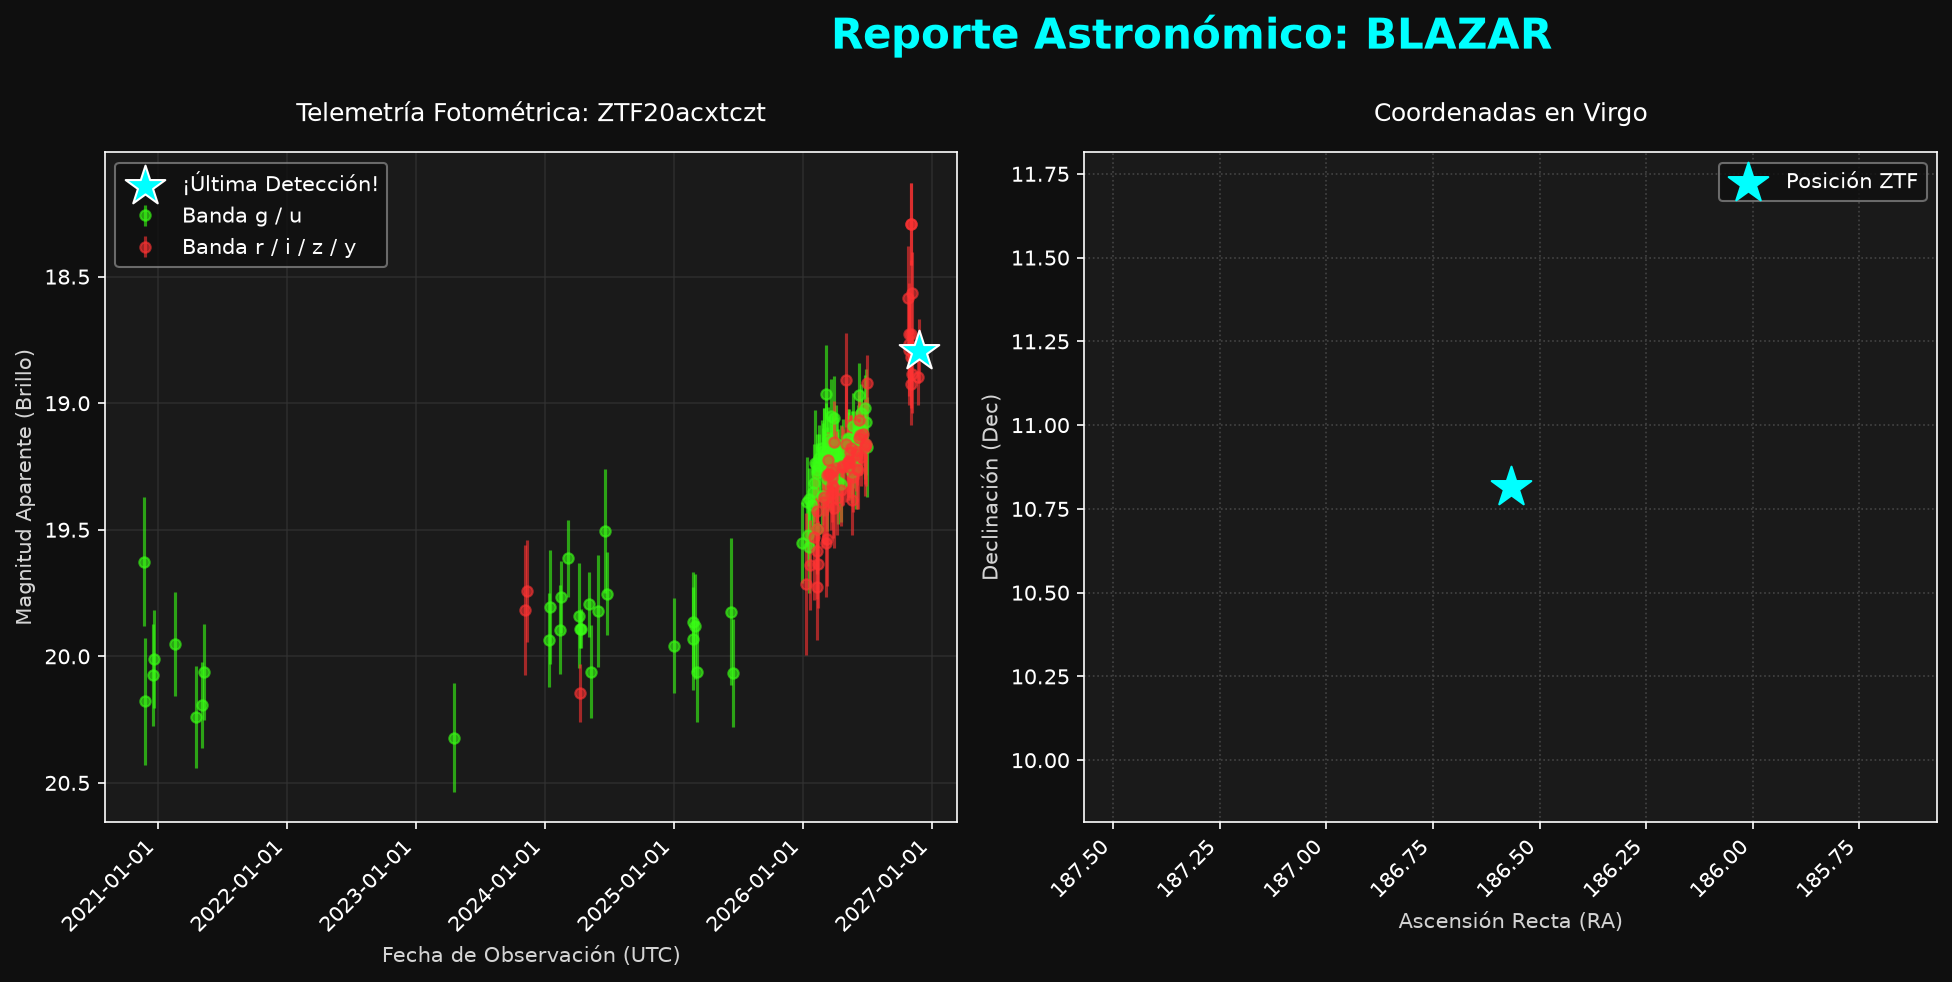 Reporte Astronómico: BLAZAR
Telemetría Fotométrica: ZTF20acxtczt
¡Última Detección!
Banda g / u
Banda r / i / z / y
Magnitud Aparente (Brillo)
18.5
19.0
19.5
20.0
20.5
2021-01-01
2022-01-01
2023-01-01
2024-01-01
2025-01-01
2026-01-01
2027-01-01
Fecha de Observación (UTC)
Coordenadas en Virgo
Posición ZTF
Declinación (Dec)
11.75
11.50
11.25
11.00
10.75
10.50
10.25
10.00
187.50
187.25
187.00
186.75
186.50
186.25
186.00
185.75
Ascensión Recta (RA)